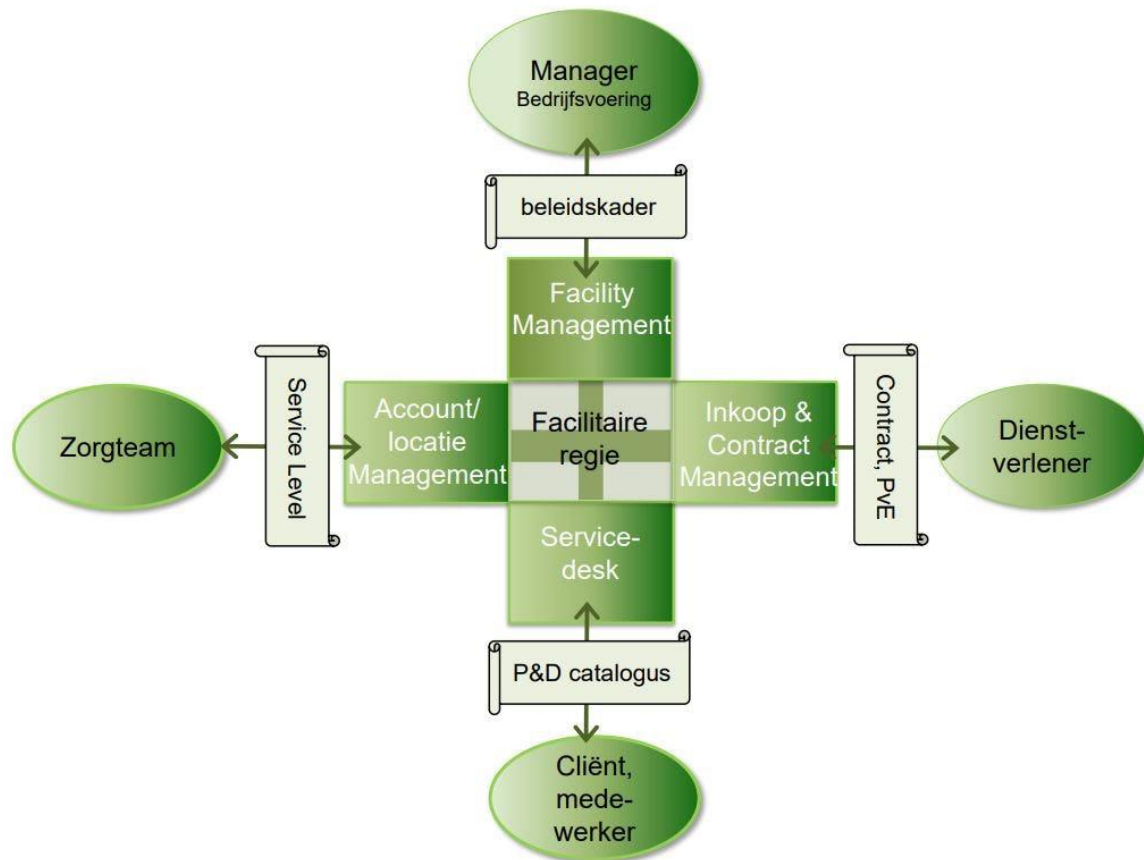 Manager
Bedrijfsvoering
beleidskader
Facility
Management
Zorgteam
Service Level
Account/
locatie
Management
Facilitaire
regie
Inkoop &
Contract
Management
Contract, PvE
Dienst-
verlener
Service-
desk
P&D catalogus
Cliënt,
mede-
werker